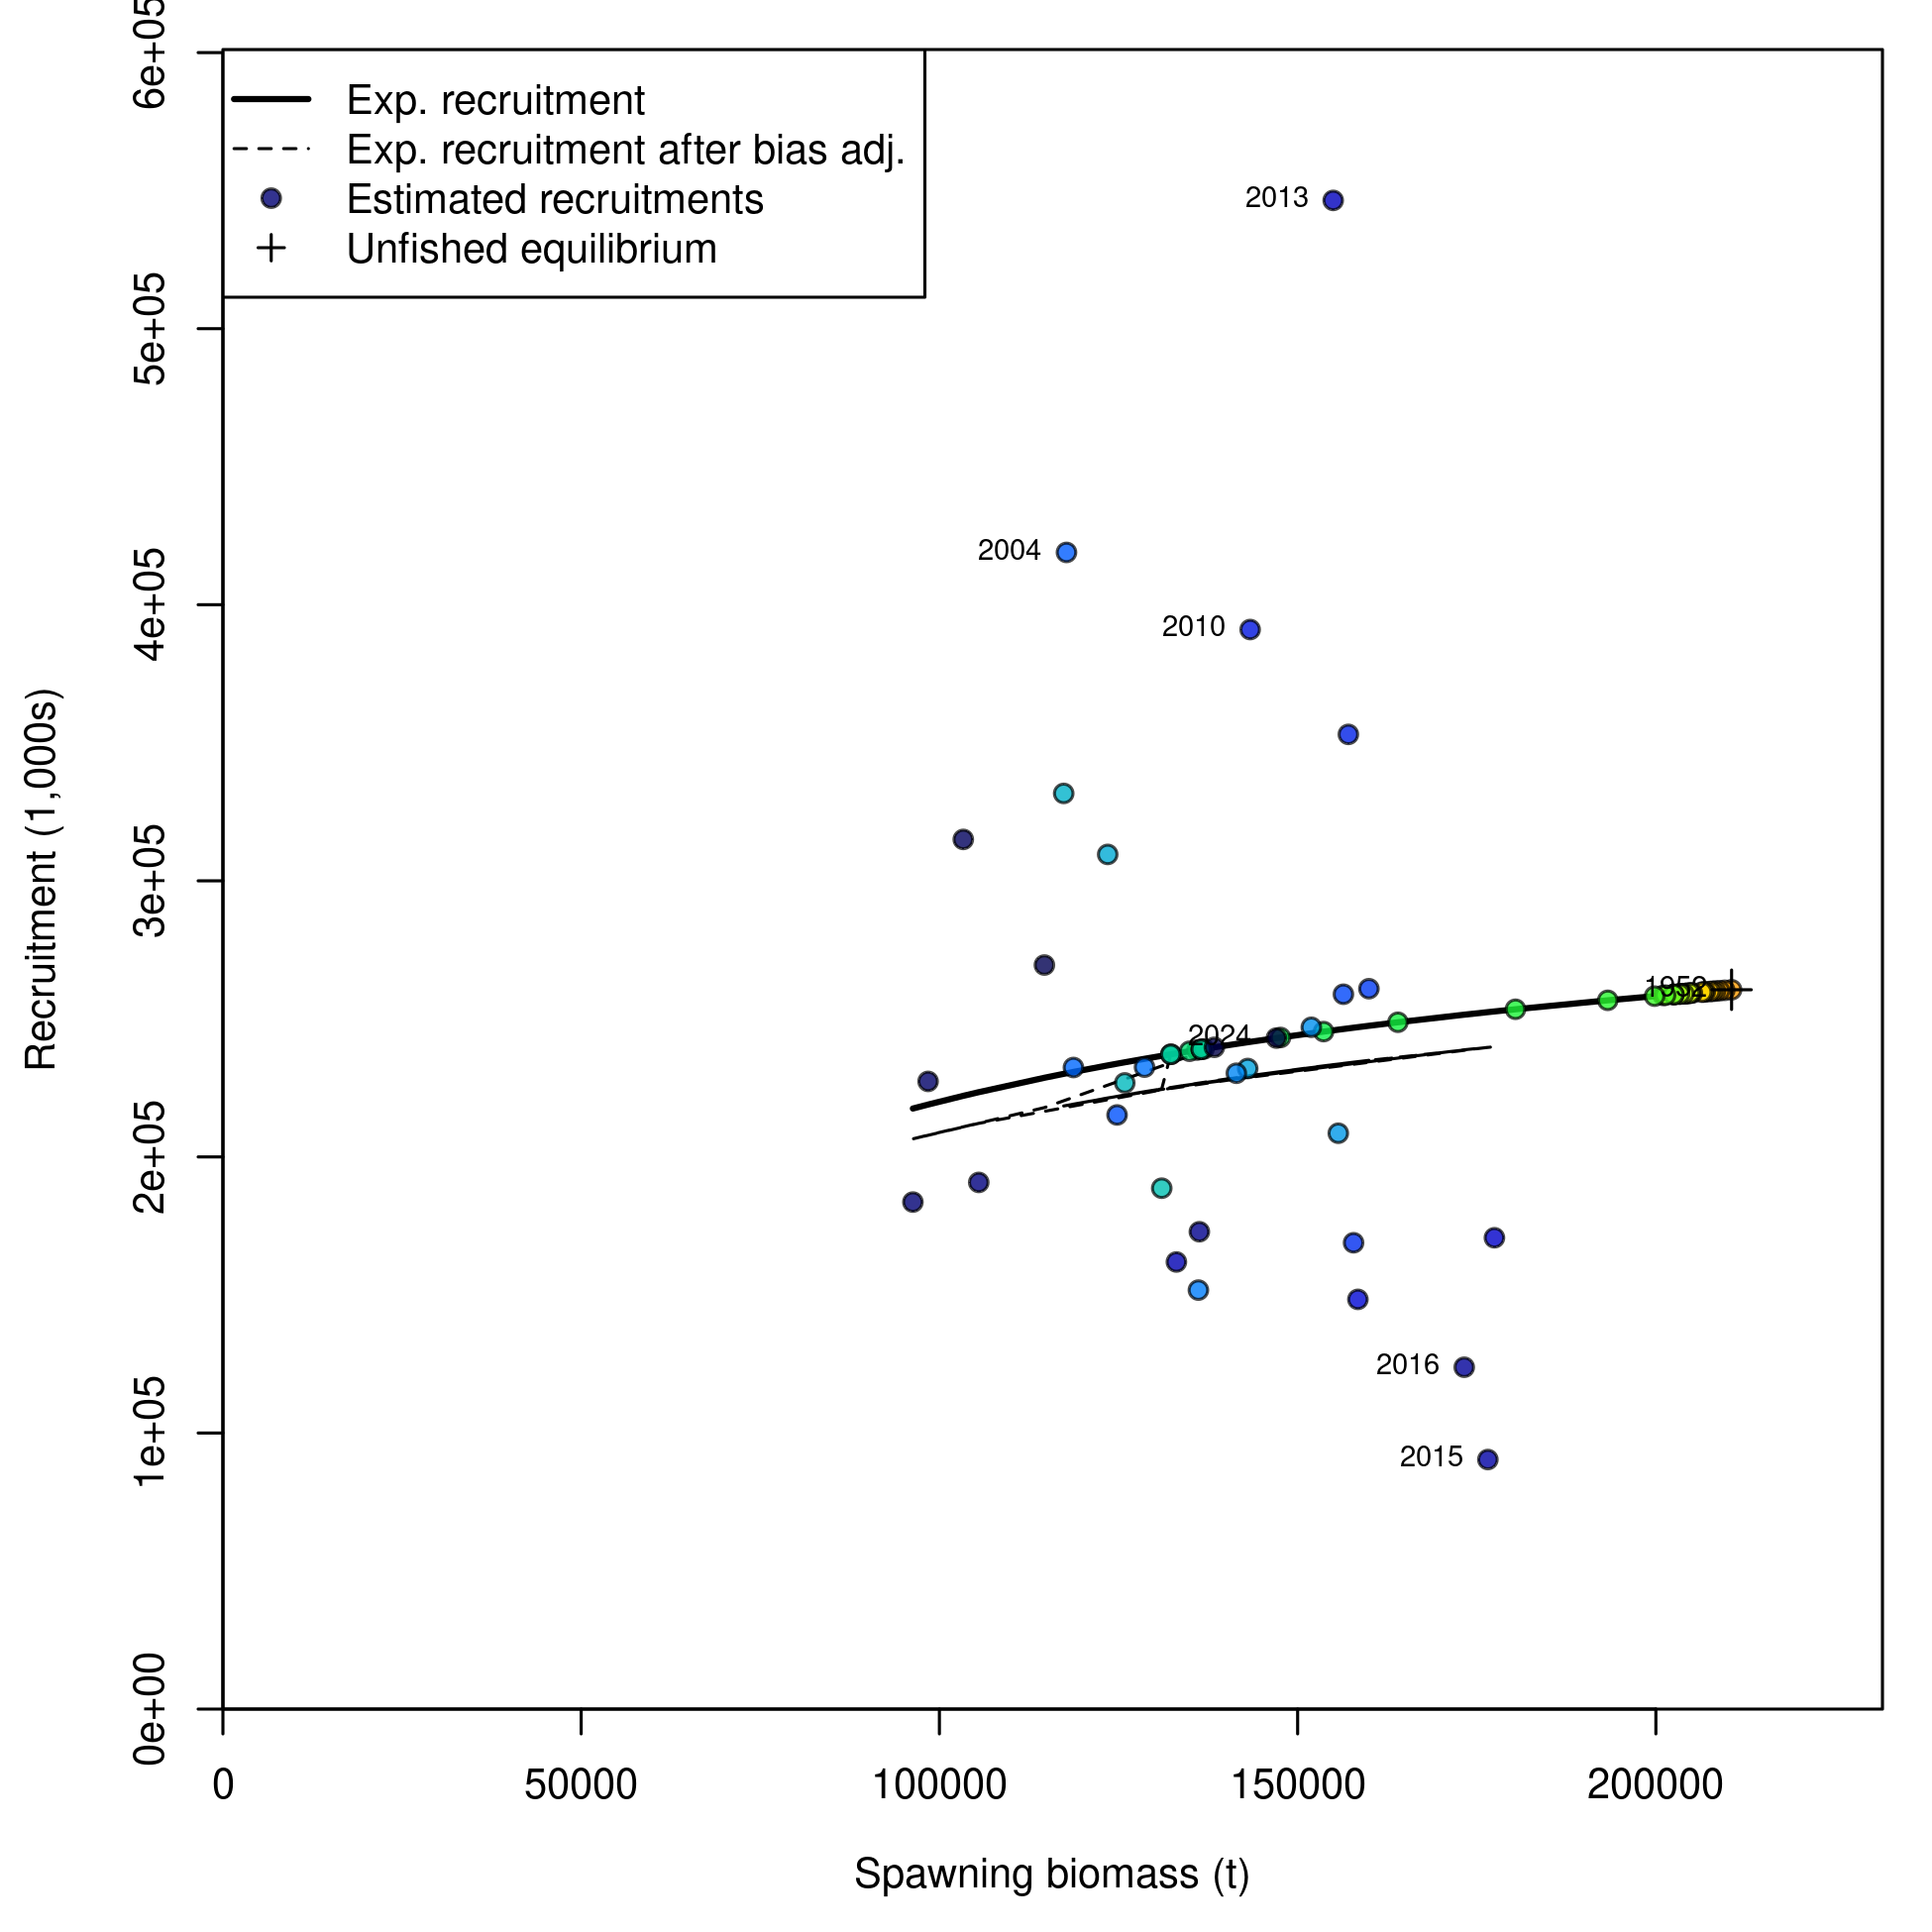 Exp. recruitment
Exp. recruitment after bias adj.
Estimated recruitments
Unfished equilibrium
6e+05
5e+05
4e+05
3e+05
2e+05
1e+05
0e+00
Recruitment (1,000s)
2013
2004
2010
1952
2024
2016
2015
0
50000
100000
150000
200000
Spawning biomass (t)